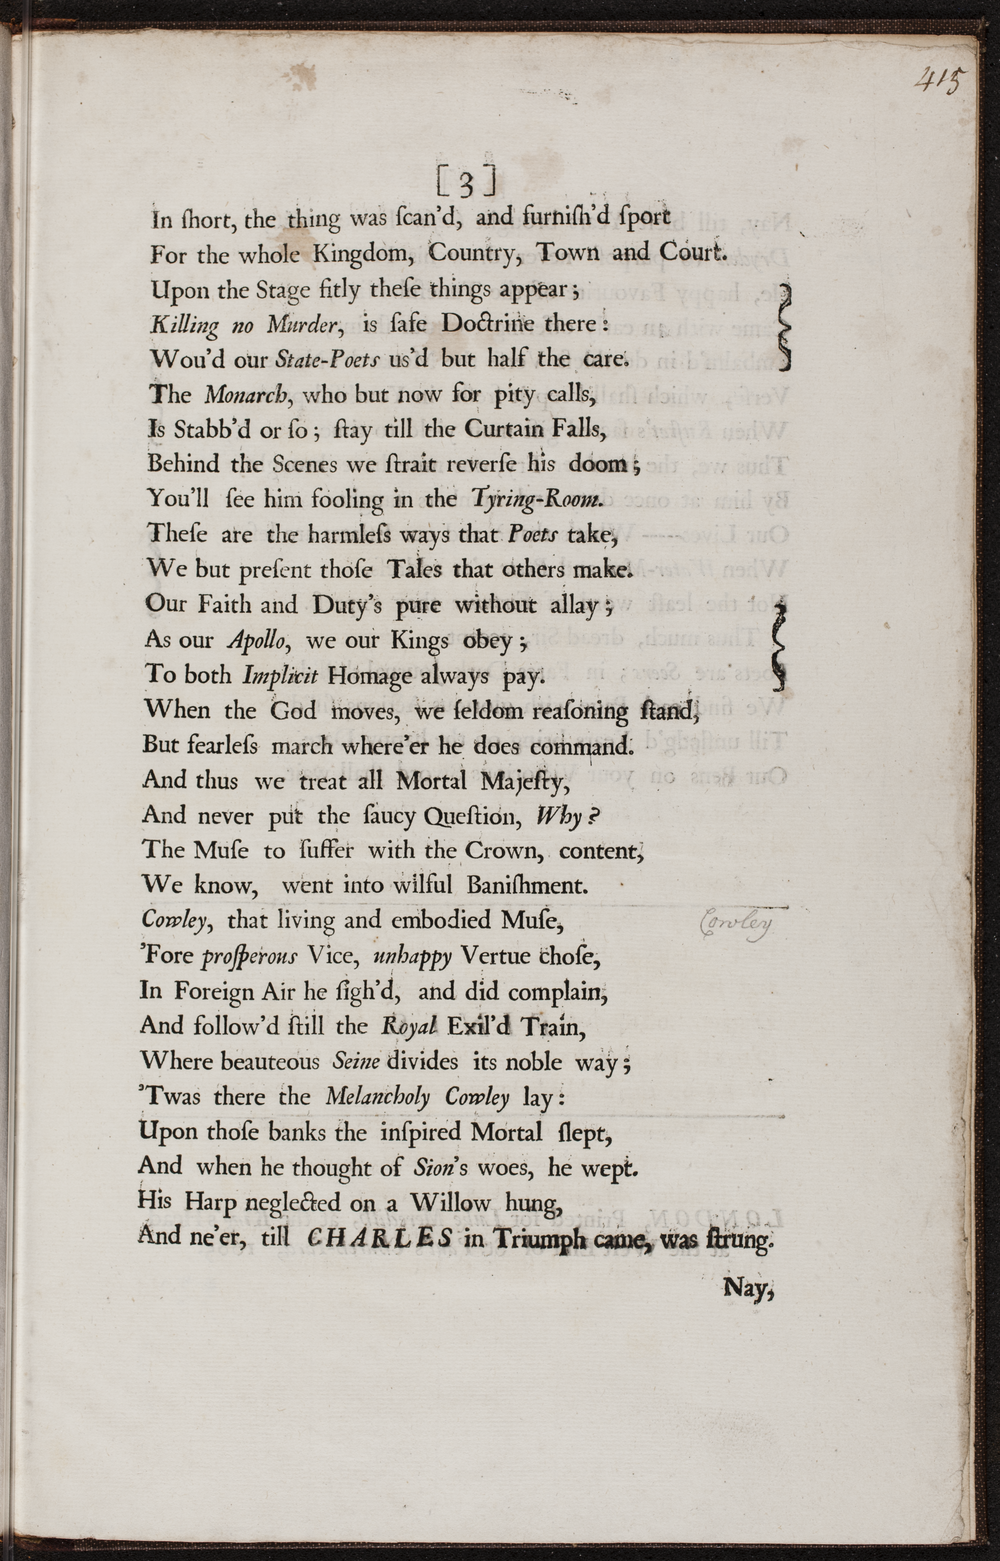 415
[3]
In ſhort, the thing was ſcan'd, and furniſh'd ſport
For the whole Kingdom, Country, Town and Court.
Upon the Stage fitly theſe things appear;
Killing no Murder, is ſafe Doctrine there:
Wou'd our State-Poets us'd but half the care.
The Monarch, who but now for pity calls,
Is Stabb'd or ſo; ſtay till the Curtain Falls,
Behind the Scenes we ſtrait reverſe his doom;
You'll ſee him fooling in the Tyring-Room.
Theſe are the harmleſs ways that Poets take,
We but preſent thoſe Tales that others make.
Our Faith and Duty's pure without allay;
As our Apollo, we our Kings obey;
To both Implicit Homage always pay.
When the God moves, we ſeldom reaſoning ſtand,
But fearleſs march where'er he does command.
And thus we treat all Mortal Majeſty,
And never put the ſaucy Queſtion, Why?
The Muſe to ſuffer with the Crown, content,
We know, went into wilful Baniſhment.
Cowley, that living and embodied Muſe,
Cowley
'Fore proſperous Vice, unhappy Vertue choſe,
In Foreign Air he ſigh'd, and did complain,
And follow'd ſtill the Royal Exil'd Train,
Where beauteous Seine divides its noble way;
'Twas there the Melancholy Cowley lay:
Upon thoſe banks the inſpired Mortal ſlept,
And when he thought of Sion's woes, he wept.
His Harp neglected on a Willow hung,
And ne'er, till CHARLES in Triumph came, was ſtrung.
Nay,